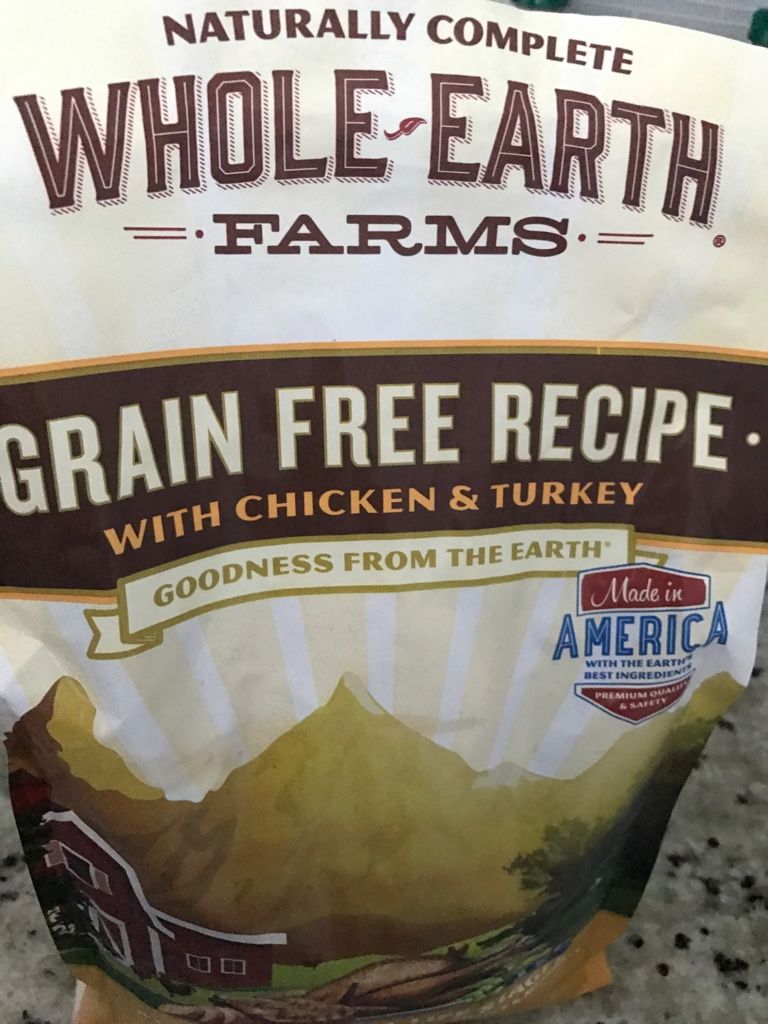 NATURALLY COMPLETE
WHOLE EARTH
FARMS®
GRAIN FREE RECIPE •
WITH CHICKEN & TURKEY
GOODNESS FROM THE EARTH®
Made in
AMERICA
WITH THE EARTH'S
BEST INGREDIENTS
PREMIUM QUALITY
& SAFETY